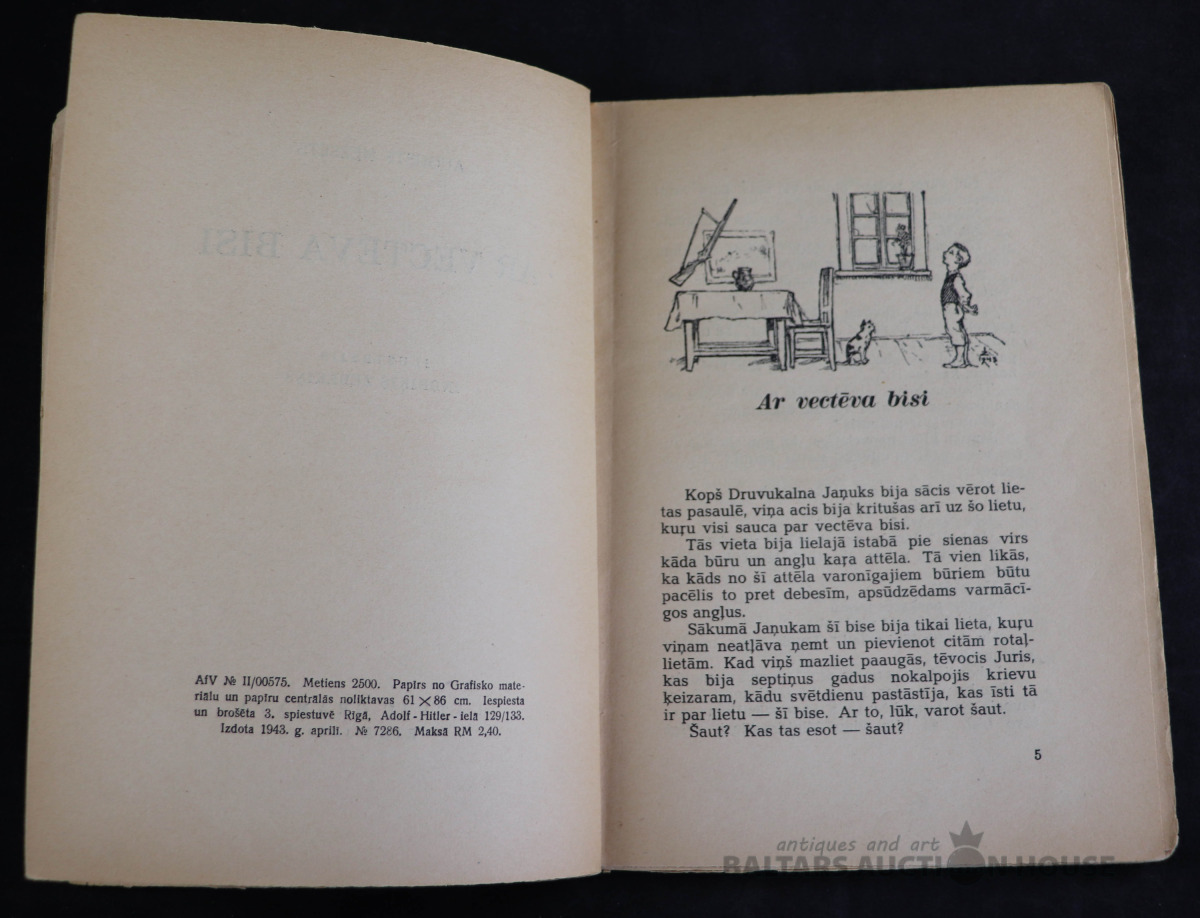 VECTĒVA BISI
AfV № II/00575. Metiens 2500. Papīrs no Grafisko mate-
riālu un papīru centrālās noliktavas 61×86 cm. Iespiesta
un brošēta 3. spiestuvē Rīgā, Adolf-Hitler-ielā 129/133.
Izdota 1943. g. aprīlī. № 7286. Maksā RM 2,40.
Ar vectēva bisi
Kopš Druvukalna Jaņuks bija sācis vērot lie-
tas pasaulē, viņa acis bija kritušas arī uz šo lietu,
kuŗu visi sauca par vectēva bisi.
Tās vieta bija lielajā istabā pie sienas virs
kāda būru un angļu kaŗa attēla. Tā vien likās,
ka kāds no šī attēla varonīgajiem būriem būtu
pacēlis to pret debesīm, apsūdzēdams varmācī-
gos angļus.
Sākumā Jaņukam šī bise bija tikai lieta, kuŗu
viņam neatļāva ņemt un pievienot citām rotaļ-
lietām. Kad viņš mazliet paaugās, tēvocis Juris,
kas bija septiņus gadus nokalpojis krievu
ķeizaram, kādu svētdienu pastāstīja, kas īsti tā
ir par lietu — šī bise. Ar to, lūk, varot šaut.
Šaut? Kas tas esot — šaut?
5
antiques and art
BALTARS AUCTION HOUSE